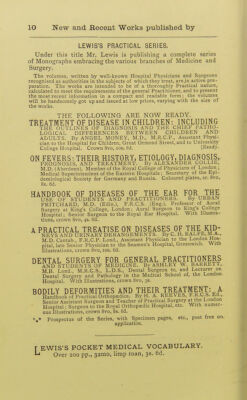 10 New and Recent Works published by
LEWIS'S PRACTICAL SERIES.
Under this title Mr. Lewis is publishing a complete series
of Monographs embracing the various branches of Medicine and
Surgery.
The volumes, written by well-known Hospital Physicians and Surgeons
recognised as authorities in the subjects of which they treat, are in active pre-
paration. The works are intended to be of a thoroughly Practical nature,
calculated to meet the requirements of the general Practitioner, and to present
the most recent information in a compact and readable form; the volumes
will be handsomely got up and issued at low prices, varying with the size of
the works.
THE FOLLOWING ARE NOW READY.
TREATMENT OF DISEASE IN CHILDREN: INCLUDING
THE OUTLINES OF DIAGNOSIS AND THE CHIEF PATHO-
LOGICAL DIFFERENCES BETWEEN CHILDREN AND
ADULTS. By ANGEL MONEY, M.D., M.R.C.P., Assistant Physi-
cian to the Hospital for Children, Great Ormond Street, and to University
College Hospital. Crown 8vo, 10s. 6d. [Ready.
ON FEVERS: THEIR HISTORY, ETIOLOGY, DIAGNOSIS,
PROGNOSIS, AND TREATMENT. By ALEXANDER COLLIE,
M.D. (Aberdeen), Member of the Royal College of Physicians of London;
Medical Superintendent of the Eastern Hospitals; Secretary of the Epi-
demiological Society for Germany and Russia. Coloured plates, cr. 8vo,
8s. 6d.
HANDBOOK OF DISEASES OF THE EAR FOR THE
USE OF STUDENTS AND PRACTITIONERS. By URBAN
PRITCHARD, M.D. (Edin.), F.R.C.S. (Eng.), Professor of Aural
Surgery at King's College, London; Aural Surgeon to King's College
Hospital; Senior Surgeon to the Royal Ear Hospital. With Illustra-
tions, crown 8vo, 4s. 6d.
A PRACTICAL TREATISE ON DISEASES OF THE KID-
NEYS AND URINARY DERANGEMENTS. By C. H. RALFE, M.A.,
M.D. Cantab., F.R.C.P. Lond., Assistant Physician to the London Hos-
pital, late Senior Physician to the Seamen's Hospital, Greenwich. With
Illustrations, crown 8vo, 10s. 6d.
DENTAL SURGERY FOR GENERAL PRACTITIONERS
AND STUDENTS OF MEDICINE. By ASHLEY W. BARRETT,
M.B. Lond., M.R.C.S., L.D.S., Dental Surgeon to, and Lecturer on
Dental Surgery and Pathology in the Medical School of, the London
Hospital. With Illustrations, crown 8vo, 3s.
BODILY DEFORMITIES AND THEIR TREATMENT: A
Handbook of Practical Orthopædics. By H. A. REEVES, F.R.C.S. Ed.,
Senior Assistant Surgeon and Teacher of Practical Surgery at the London
Hospital; Surgeon to the Royal Orthopædic Hospital, etc. With numer-
ous Illustrations, crown 8vo, 8s. 6d.
*** Prospectus of the Series, with Specimen pages, etc., post free on
application.
LEWIS'S POCKET MEDICAL VOCABULARY.
Over 200 pp., 32mo, limp roan, 3s. 6d.